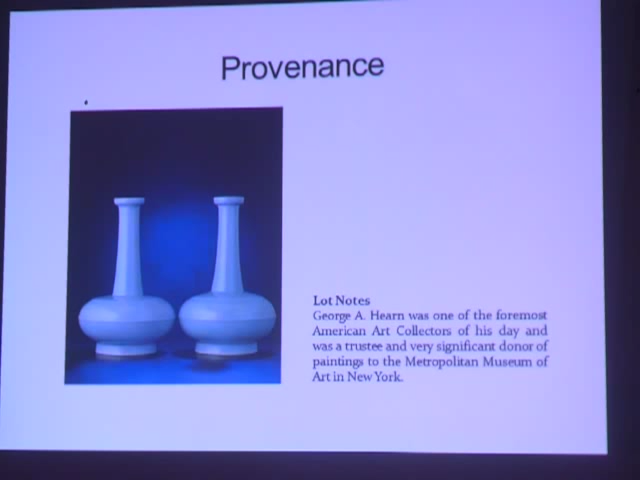 Provenance
Lot Notes
George A. Hearn was one of the foremost
American Art Collectors of his day and
was a trustee and very significant donor of
paintings to the Metropolitan Museum of
Art in New York.